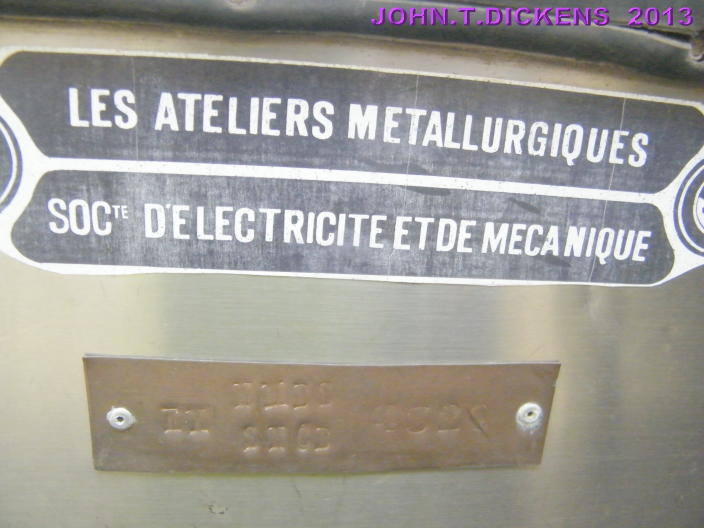 JOHN.T.DICKENS 2013
LES ATELIERS METALLURGIQUES
SOCTE D'ELECTRICITE ET DE MECANIQUE